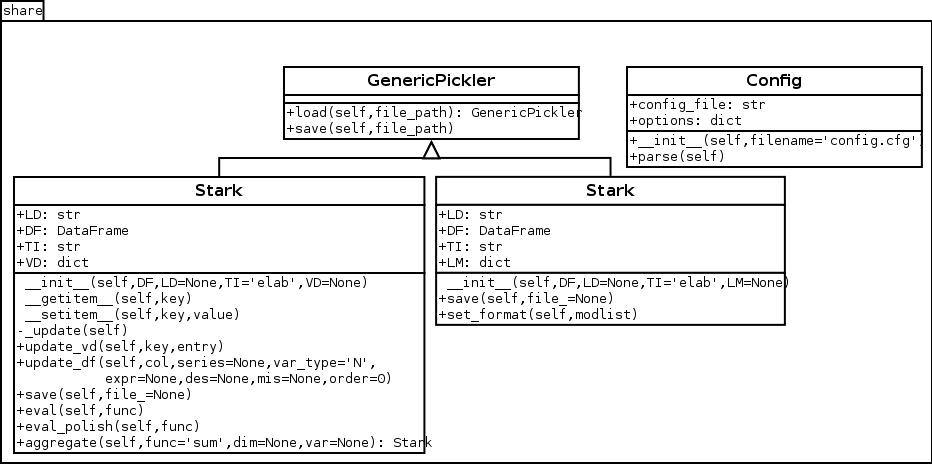 share
GenericPickler
+load(self,file_path): GenericPickler
+save(self,file_path)
Config
+config_file: str
+options: dict
+__init__(self,filename='config.cfg'
+parse(self)
Stark
+LD: str
+DF: DataFrame
+TI: str
+VD: dict
__init__(self,DF,LD=None,TI='elab',VD=None)
__getitem__(self,key)
__setitem__(self,key,value)
-_update(self)
+update_vd(self,key,entry)
+update_df(self,col,series=None,var_type='N',
expr=None,des=None,mis=None,order=0)
+save(self,file_=None)
+eval(self,func)
+eval_polish(self,func)
+aggregate(self,func='sum',dim=None,var=None): Stark
Stark
+LD: str
+DF: DataFrame
+TI: str
+LM: dict
__init__(self,DF,LD=None,TI='elab',LM=None)
+save(self,file_=None)
+set_format(self,modlist)